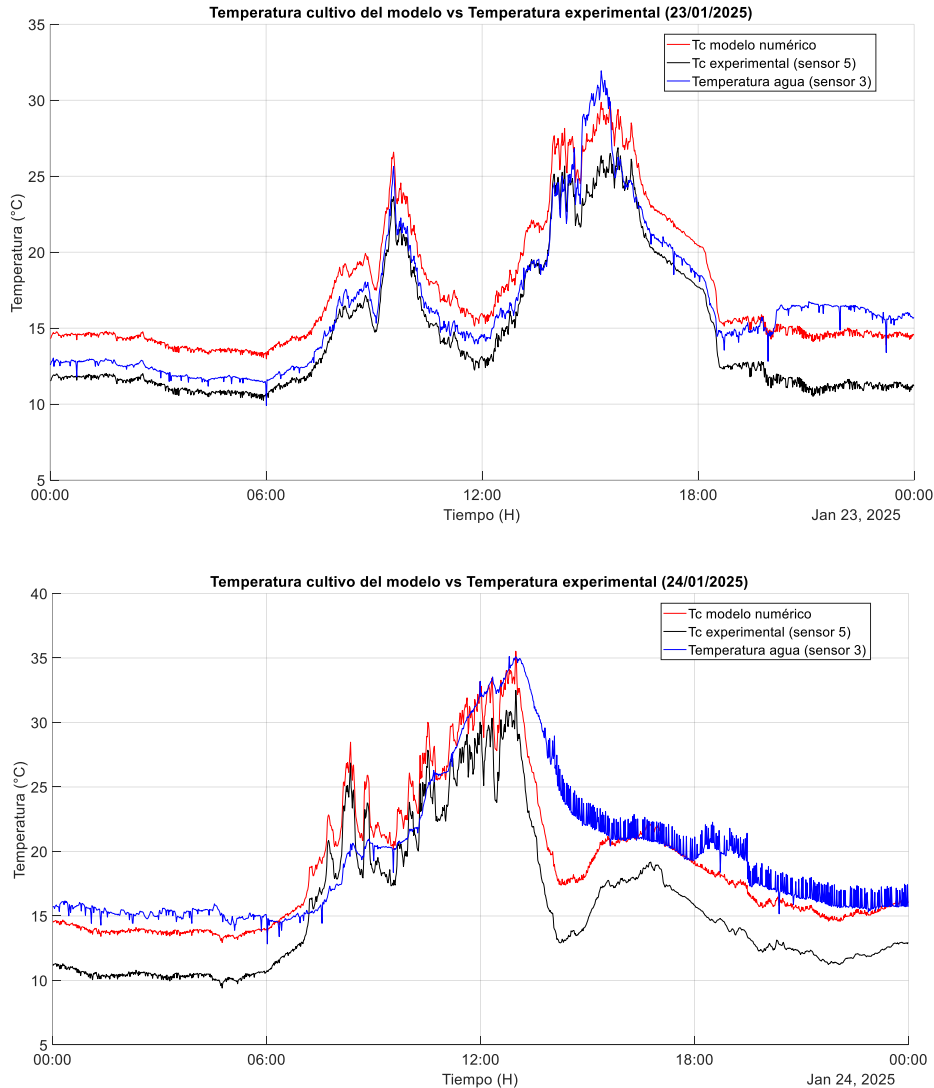 Temperatura cultivo del modelo vs Temperatura experimental (23/01/2025)
35
30
25
20
15
10
5
Temperatura (°C)
Tc modelo numérico
Tc experimental (sensor 5)
Temperatura agua (sensor 3)
00:00 06:00 12:00 18:00 00:00
Tiempo (H)
Jan 23, 2025
Temperatura cultivo del modelo vs Temperatura experimental (24/01/2025)
40
35
30
25
20
15
10
5
Temperatura (°C)
Tc modelo numérico
Tc experimental (sensor 5)
Temperatura agua (sensor 3)
00:00 06:00 12:00 18:00 00:00
Tiempo (H)
Jan 24, 2025